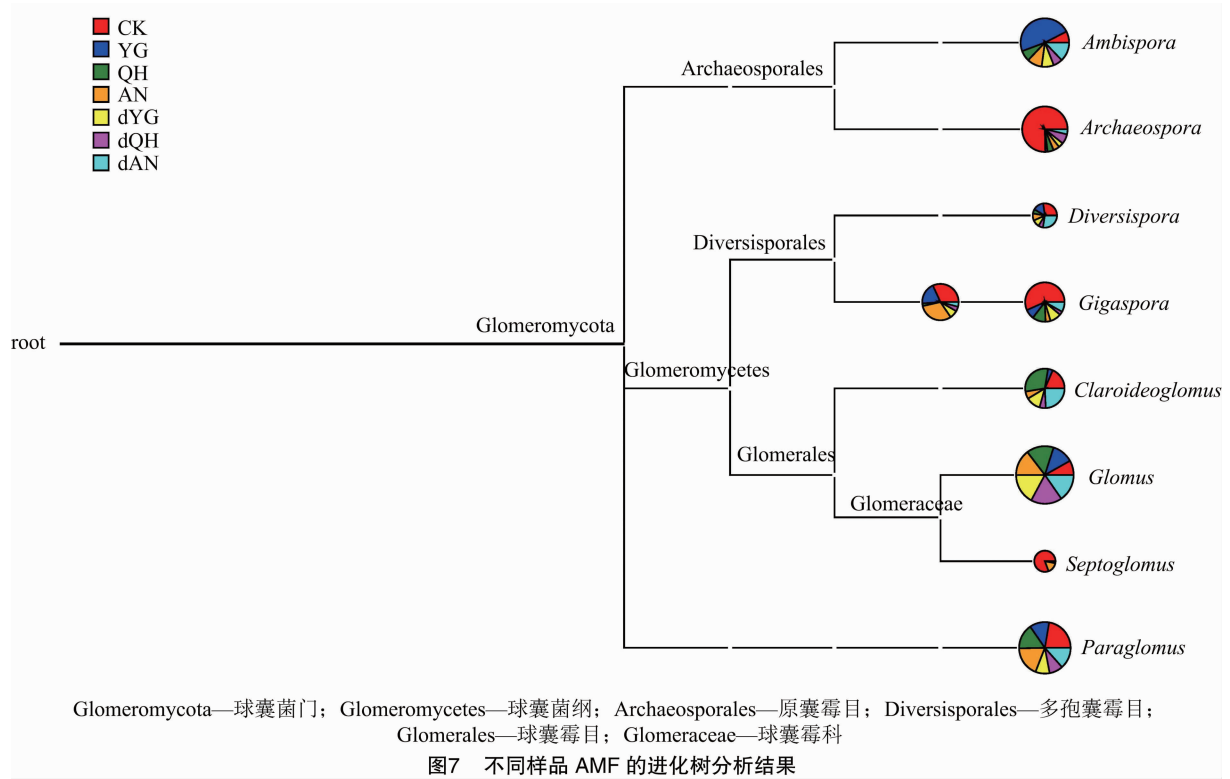 CK
YG
QH
AN
dYG
dQH
dAN
Ambispora
Archaeosporales
Archaeospora
Diversispora
Diversisporales
Gigaspora
Glomeromycota
root
Glomeromycetes
Claroideoglomus
Glomerales
Glomus
Glomeraceae
Septoglomus
Paraglomus
Glomeromycota—球囊菌门；Glomeromycetes—球囊菌纲；Archaeosporales—原囊霉目；Diversisporales—多孢囊霉目；
Glomerales—球囊霉目；Glomeraceae—球囊霉科
图7 不同样品 AMF 的进化树分析结果